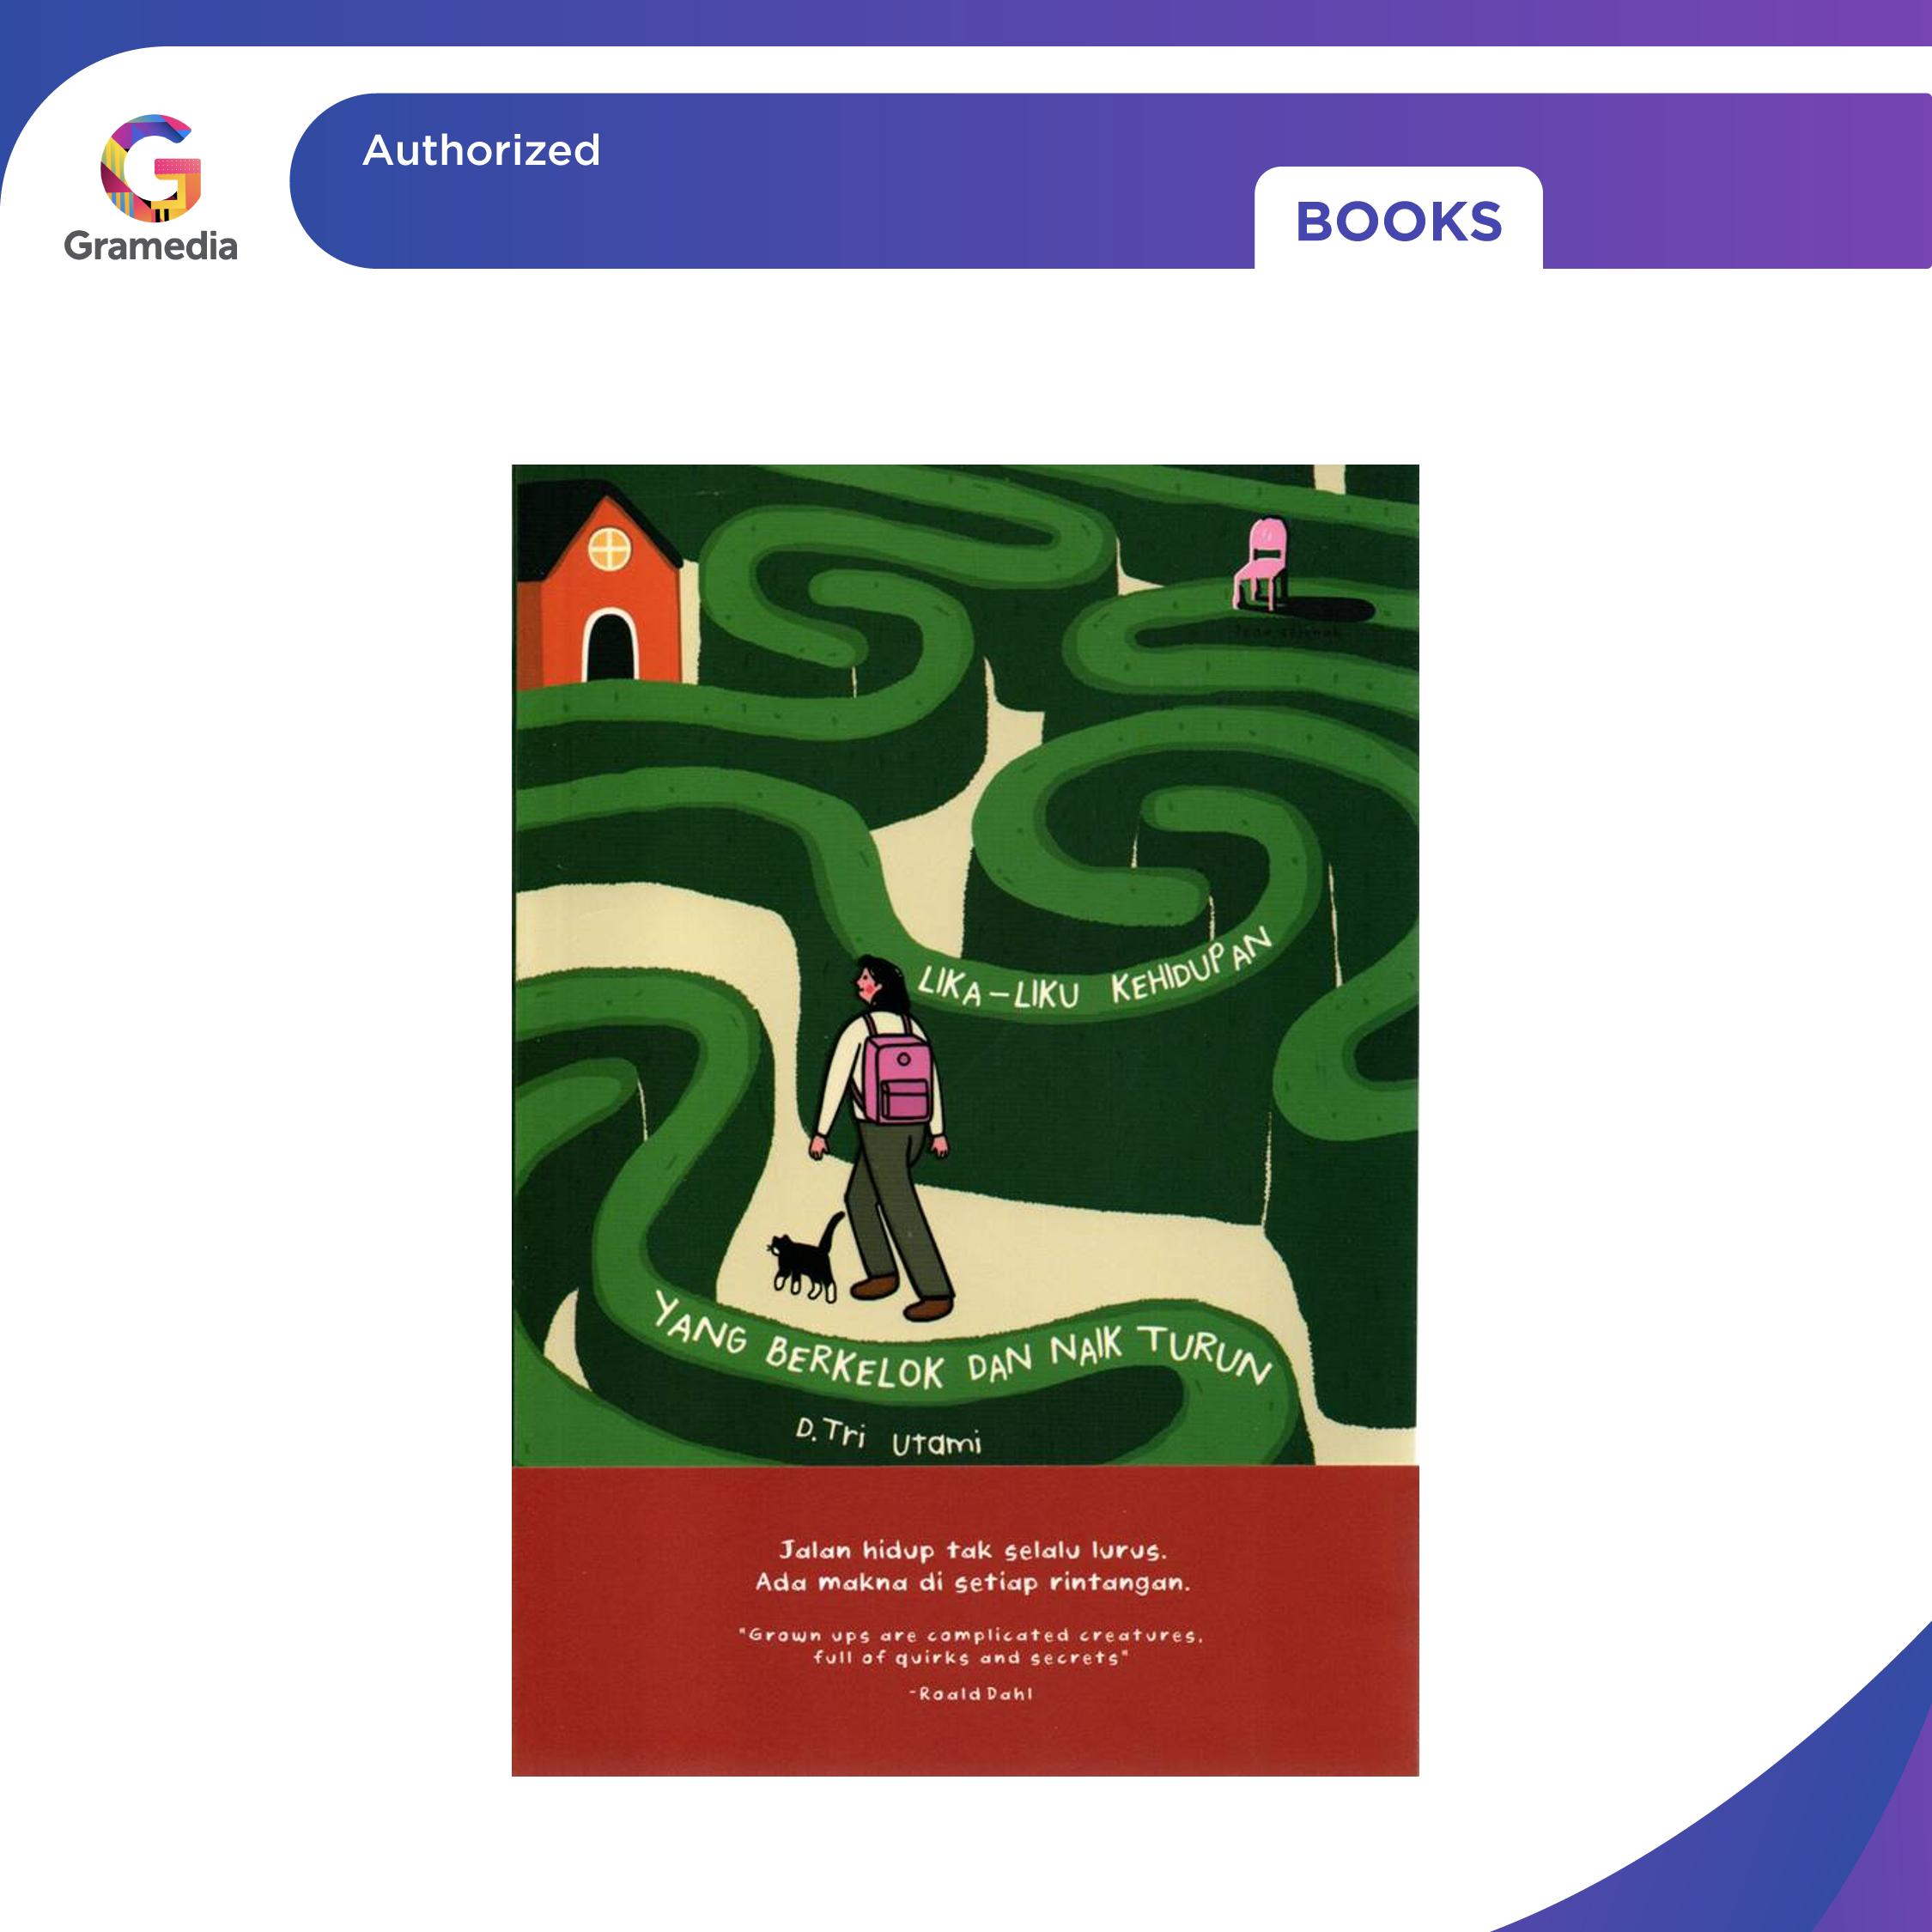 Gramedia
Authorized
BOOKS
LIKA-LIKU KEHIDUPAN
YANG BERKELOK DAN NAIK TURUN
D. Tri Utami
Jalan hidup tak selalu lurus.
Ada makna di setiap rintangan.
"Grown ups are complicated creatures,
full of quirks and secrets"
-Roald Dahl